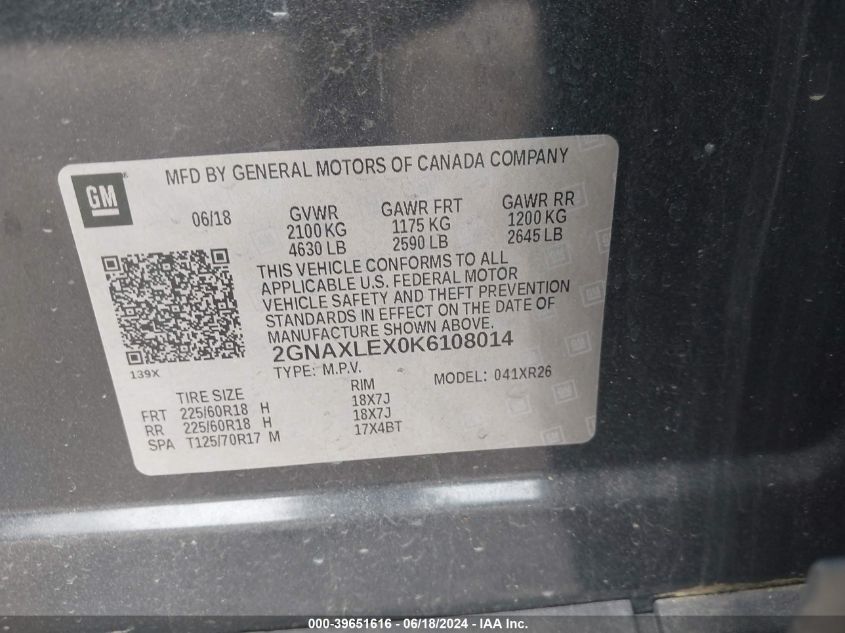 MFD BY GENERAL MOTORS OF CANADA COMPANY
GM
06/18 GVWR GAWR FRT GAWR RR
2100 KG 1175 KG 1200 KG
4630 LB 2590 LB 2645 LB
THIS VEHICLE CONFORMS TO ALL
APPLICABLE U.S. FEDERAL MOTOR
VEHICLE SAFETY AND THEFT PREVENTION
STANDARDS IN EFFECT ON THE DATE OF
MANUFACTURE SHOWN ABOVE.
2GNAXLEX0K6108014
139X
TYPE: M.P.V. MODEL: 041XR26
TIRE SIZE RIM
FRT 225/60R18 H 18X7J
RR 225/60R18 H 18X7J
SPA T125/70R17 M 17X4BT
000-39651616 - 06/18/2024 - IAAI.com